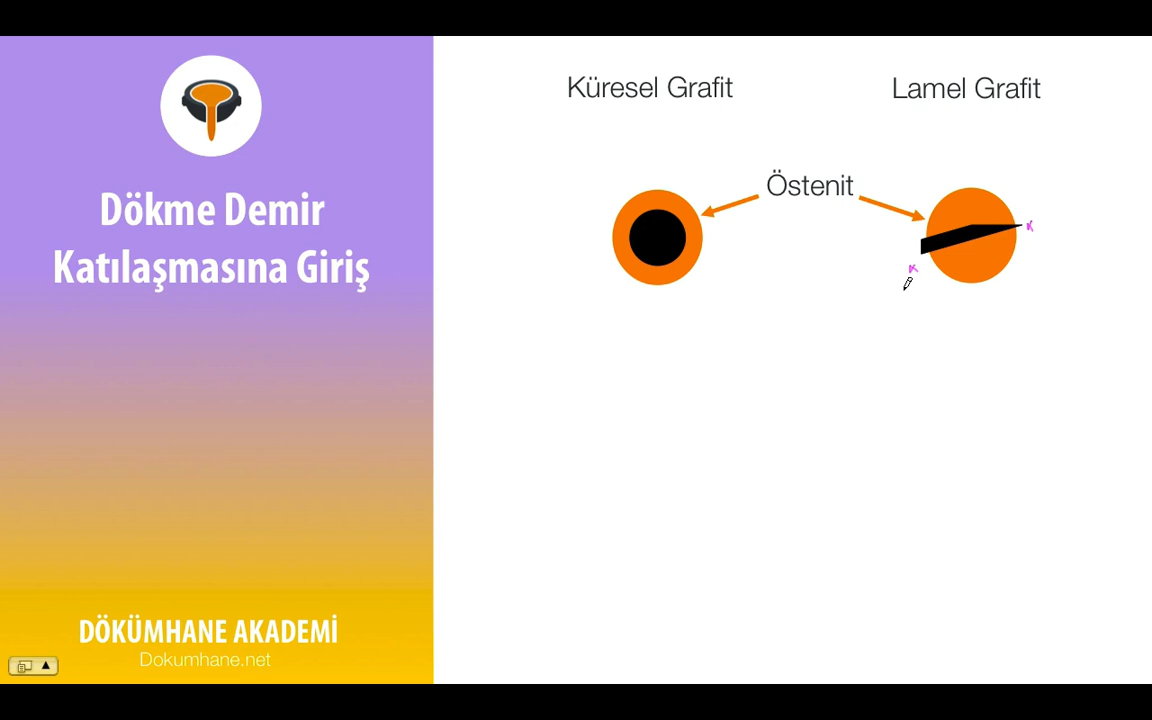 Dökme Demir
Katılaşmasına Giriş
DÖKÜMHANE AKADEMİ
Dokumhane.net
Küresel Grafit
Lamel Grafit
Östenit